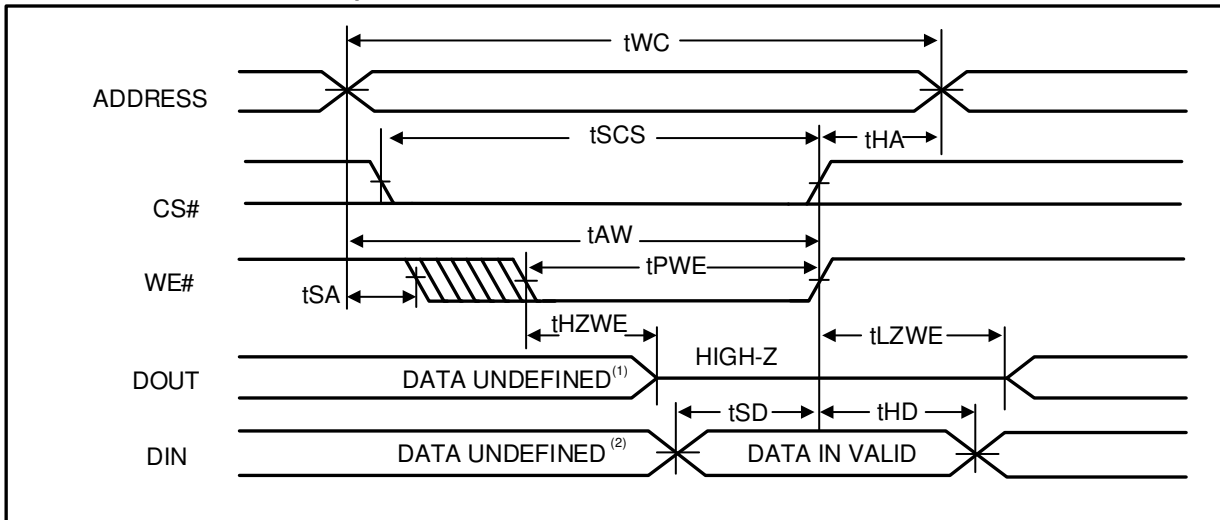 tWC
ADDRESS
tSCS
tHA
CS#
tAW
tPWE
WE#
tSA
tHZWE
tLZWE
HIGH-Z
DOUT
DATA UNDEFINED(1)
tSD
tHD
DIN
DATA UNDEFINED (2)
DATA IN VALID